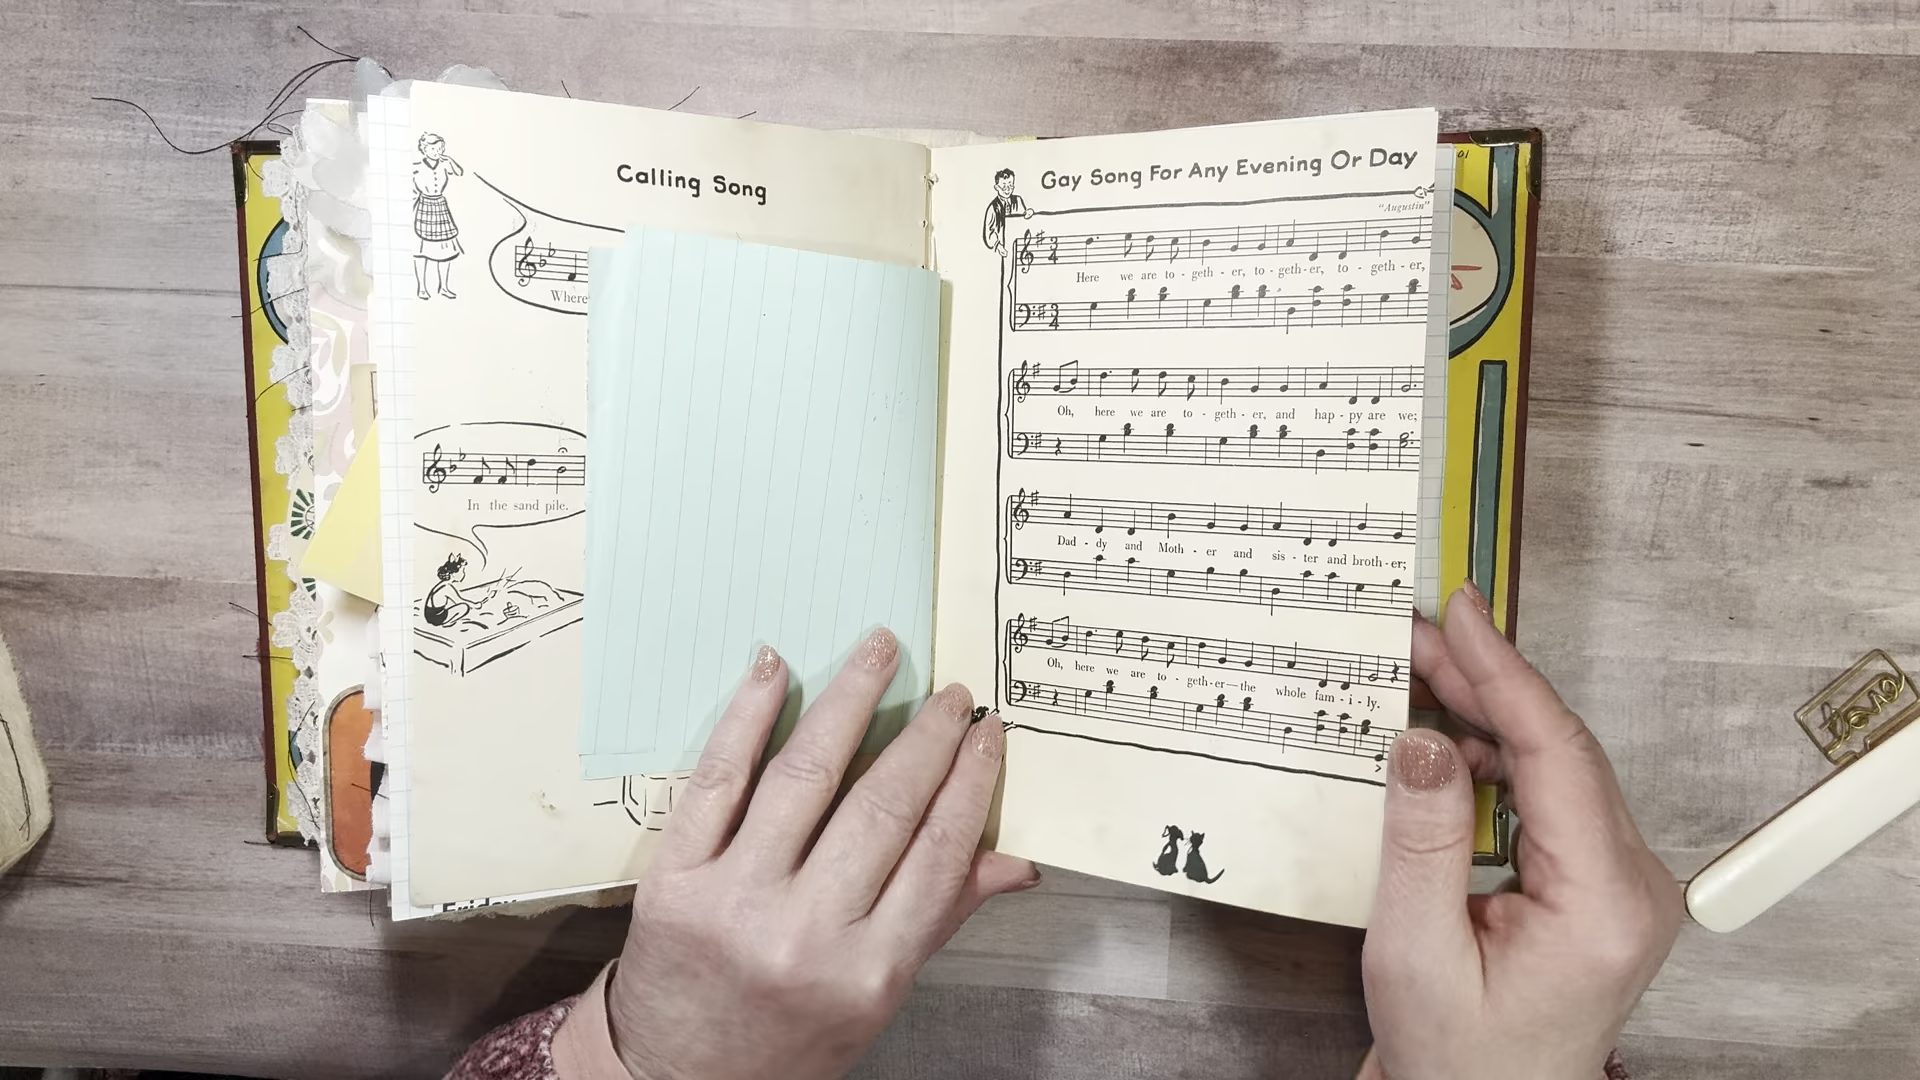 Calling Song
Where
In the sand pile.
Friday
Gay Song For Any Evening Or Day
"Augustin"
Here we are to - geth - er, to - geth - er, to - geth - er,
Oh, here we are to - geth - er, and hap - py are we;
Dad - dy and Moth - er and sis - ter and broth - er;
Oh, here we are to - geth - er—the whole fam - i - ly.
01
love